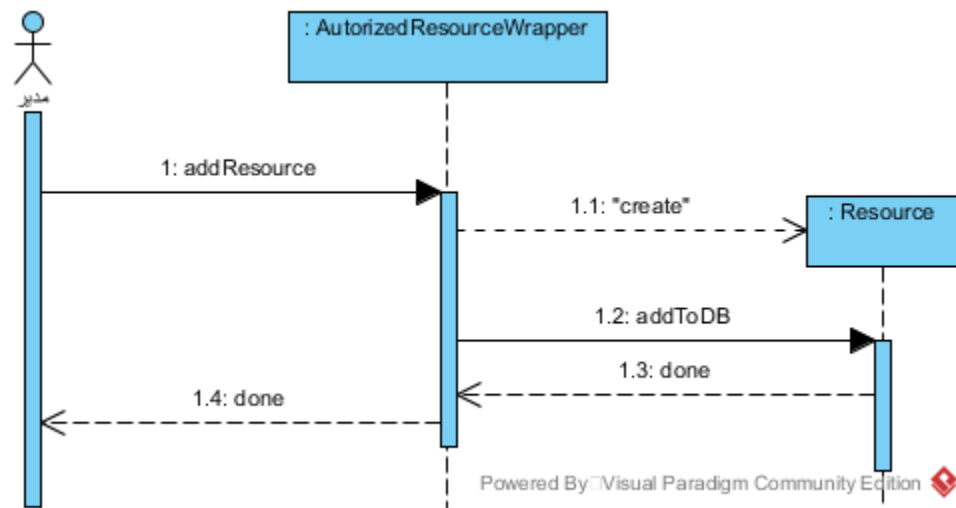 : AutorizedResourceWrapper
مدیر
1: addResource
1.1: "create"
: Resource
1.2: addToDB
1.3: done
1.4: done
Powered By Visual Paradigm Community Edition